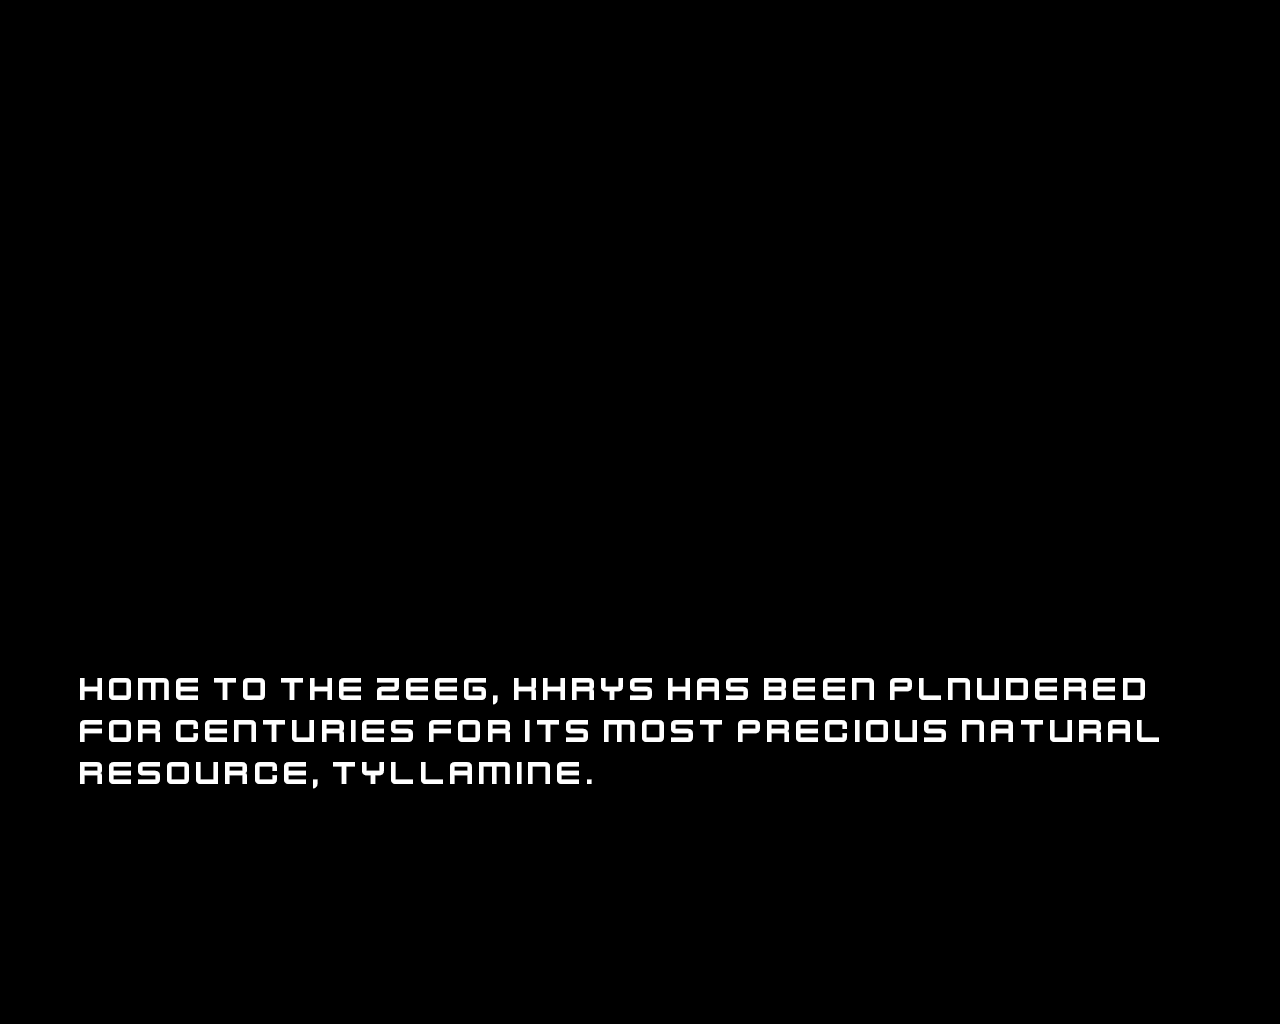 HOME TO THE ZEEG, KHRYS HAS BEEN PLNUDERED
FOR CENTURIES FOR ITS MOST PRECIOUS NATURAL
RESOURCE, TYLLAMINE.